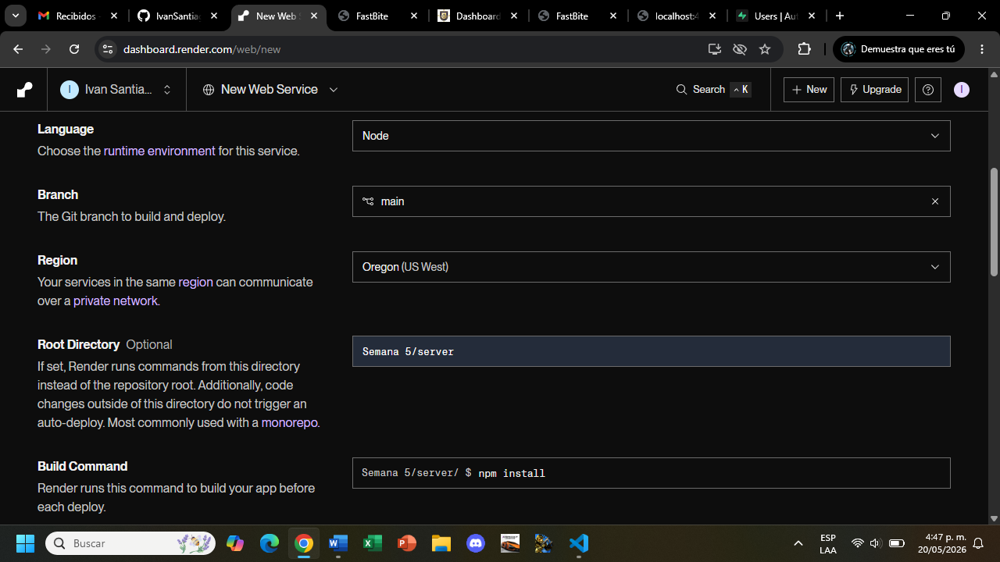 Recibidos -
IvanSantia
New Web S
FastBite
Dashboard
FastBite
localhost:4
Users | Aut
dashboard.render.com/web/new
Demuestra que eres tú
I
Ivan Santia...
New Web Service
Search
K
New
Upgrade
I
Language
Choose the runtime environment for this service.
Node
Branch
The Git branch to build and deploy.
main
Region
Your services in the same region can communicate
over a private network.
Oregon (US West)
Root Directory Optional
If set, Render runs commands from this directory
instead of the repository root. Additionally, code
changes outside of this directory do not trigger an
auto-deploy. Most commonly used with a monorepo.
Semana 5/server
Build Command
Render runs this command to build your app before
each deploy.
Semana 5/server/ $ npm install
Buscar
ESP
LAA
4:47 p. m.
20/05/2026